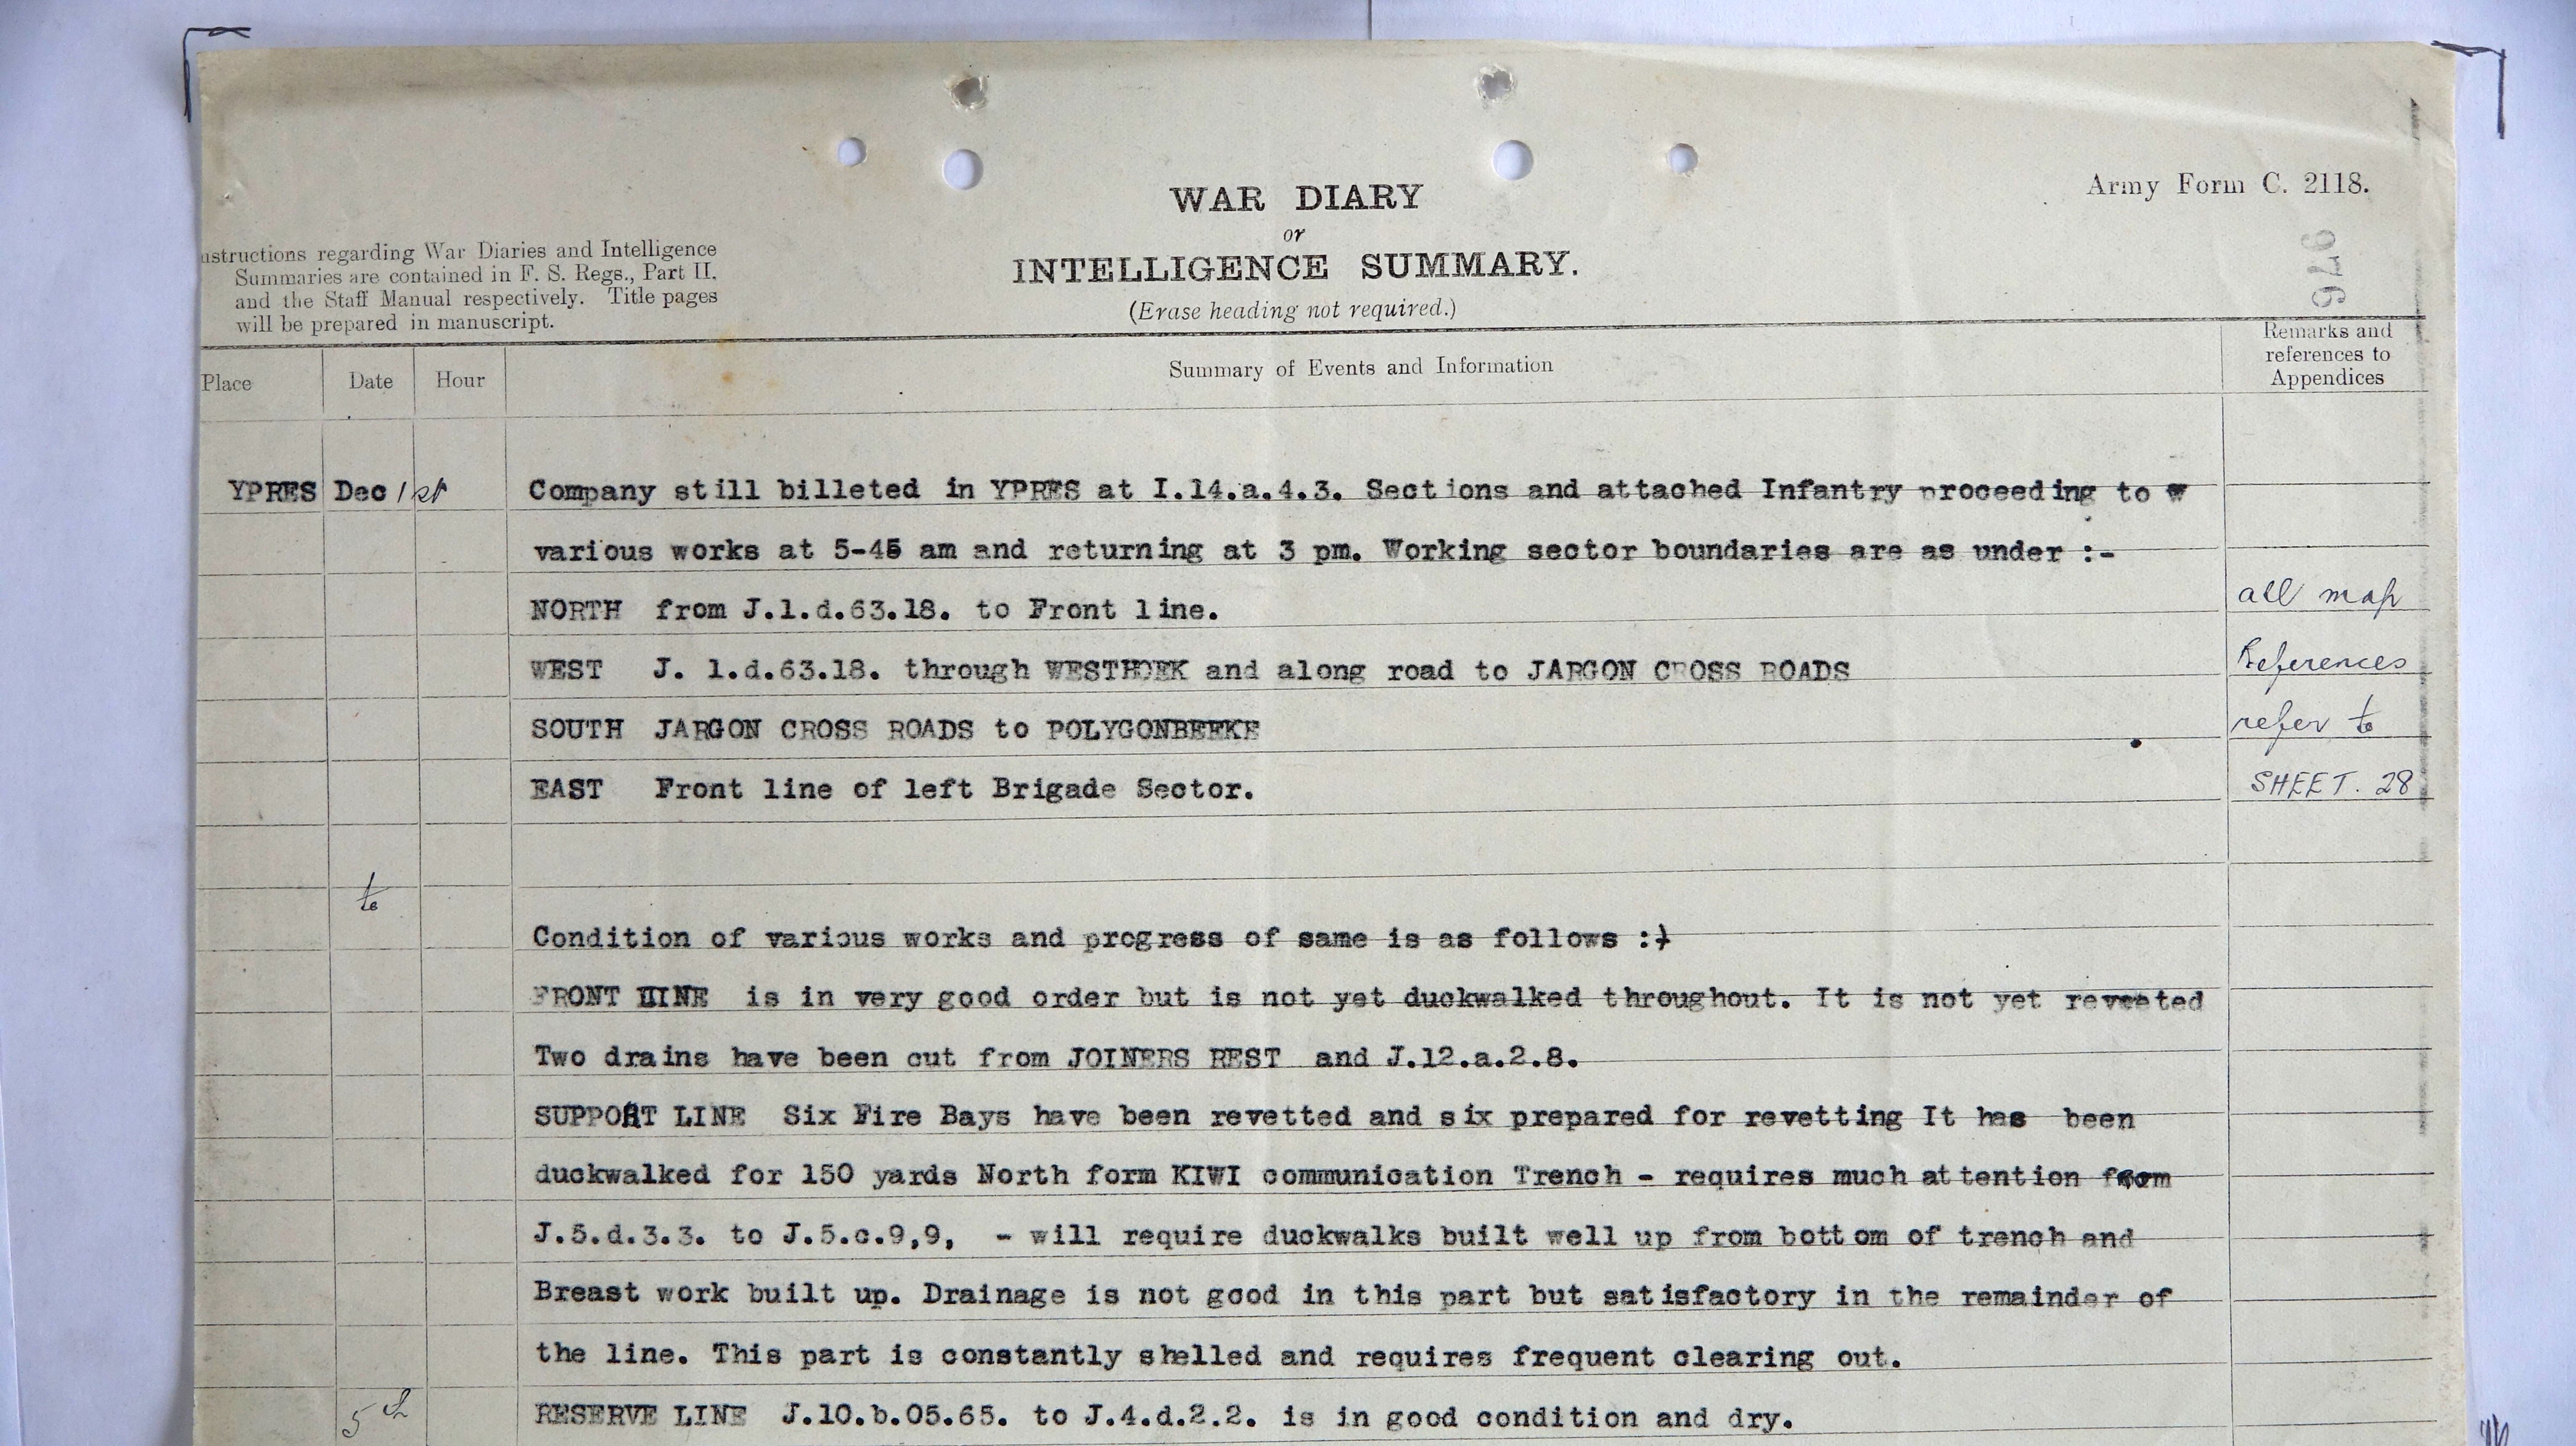 Army Form C. 2118.
WAR DIARY
or
INTELLIGENCE SUMMARY.
(Erase heading not required.)
nstructions regarding War Diaries and Intelligence
Summaries are contained in F. S. Regs., Part II.
and the Staff Manual respectively. Title pages
will be prepared in manuscript.
976
Place Date Hour Summary of Events and Information Remarks and
references to
Appendices
YPRES Dec 1st Company still billeted in YPRES at I.14.a.4.3. Sections and attached Infantry proceeding to
various works at 5-45 am and returning at 3 pm. Working sector boundaries are as under :-
NORTH from J.1.d.63.18. to Front line. all map
WEST J. 1.d.63.18. through WESTHOEK and along road to JARGON CROSS ROADS References
SOUTH JARGON CROSS ROADS to POLYGONBEEKE refer to
EAST Front line of left Brigade Sector. SHEET. 28
to
Condition of various works and progress of same is as follows :-
FRONT LINE is in very good order but is not yet duckwalked throughout. It is not yet reveted
Two drains have been cut from JOINERS REST and J.12.a.2.8.
SUPPORT LINE Six Fire Bays have been revetted and six prepared for revetting It has been
duckwalked for 150 yards North form KIWI communication Trench - requires much attention from
J.5.d.3.3. to J.5.c.9,9, - will require duckwalks built well up from bottom of trench and
Breast work built up. Drainage is not good in this part but satisfactory in the remainder of
the line. This part is constantly shelled and requires frequent clearing out.
5th RESERVE LINE J.10.b.05.65. to J.4.d.2.2. is in good condition and dry.